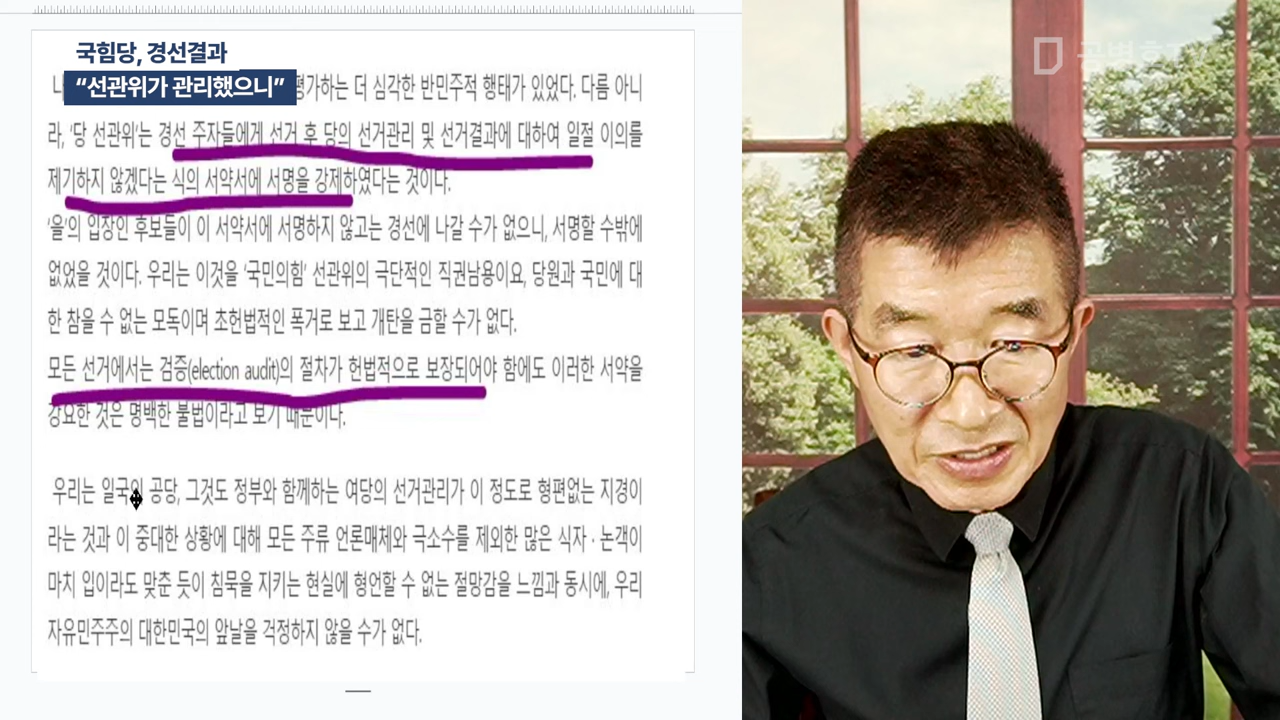 국힘당, 경선결과
“선관위가 관리했으니”
평가하는 더 심각한 반민주적 행태가 있었다. 다름 아니
라, ‘당 선관위’는 경선 주자들에게 선거 후 당의 선거관리 및 선거결과에 대하여 일절 이의를
제기하지 않겠다는 식의 서약서에 서명을 강제하였다는 것이다.
‘을’의 입장인 후보들이 이 서약서에 서명하지 않고는 경선에 나갈 수가 없으니, 서명할 수밖에
없었을 것이다. 우리는 이것을 ‘국민의힘’ 선관위의 극단적인 직권남용이요, 당원과 국민에 대
한 참을 수 없는 모독이며 초헌법적인 폭거로 보고 개탄을 금할 수가 없다.
모든 선거에서는 검증(election audit)의 절차가 헌법적으로 보장되어야 함에도 이러한 서약을
강요한 것은 명백한 불법이라고 보기 때문이다.
우리는 일국의 공당, 그것도 정부와 함께하는 여당의 선거관리가 이 정도로 형편없는 지경이
라는 것과 이 중대한 상황에 대해 모든 주류 언론매체와 극소수를 제외한 많은 식자·논객이
마치 입이라도 맞춘 듯이 침묵을 지키는 현실에 형언할 수 없는 절망감을 느낌과 동시에, 우리
자유민주주의 대한민국의 앞날을 걱정하지 않을 수가 없다.